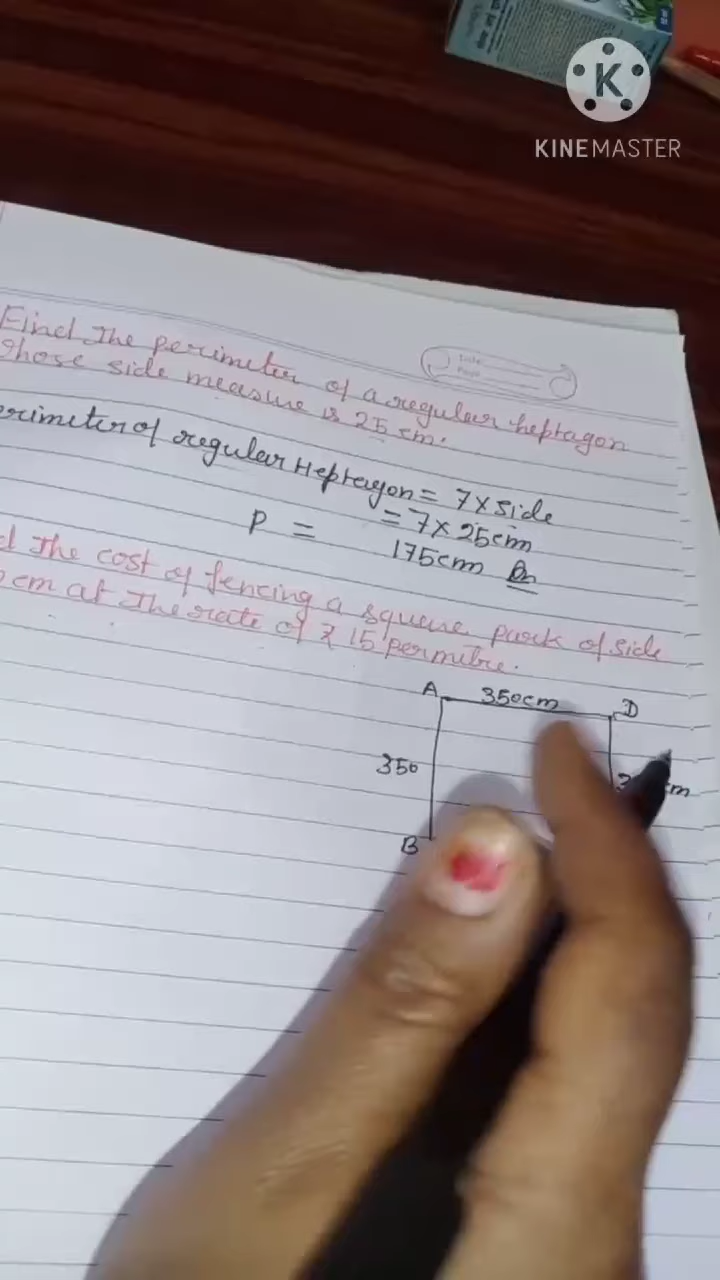 KINEMASTER
Find The perimeter of a regular heptagon
whose side measure is 25 cm.
erimeter of regular Heptagon = 7 x side
= 7 x 25cm
P = 175cm
d The cost of fencing a square park of side
0cm at The rate of ₹ 15 permitre.
A 350cm D
350 cm
B